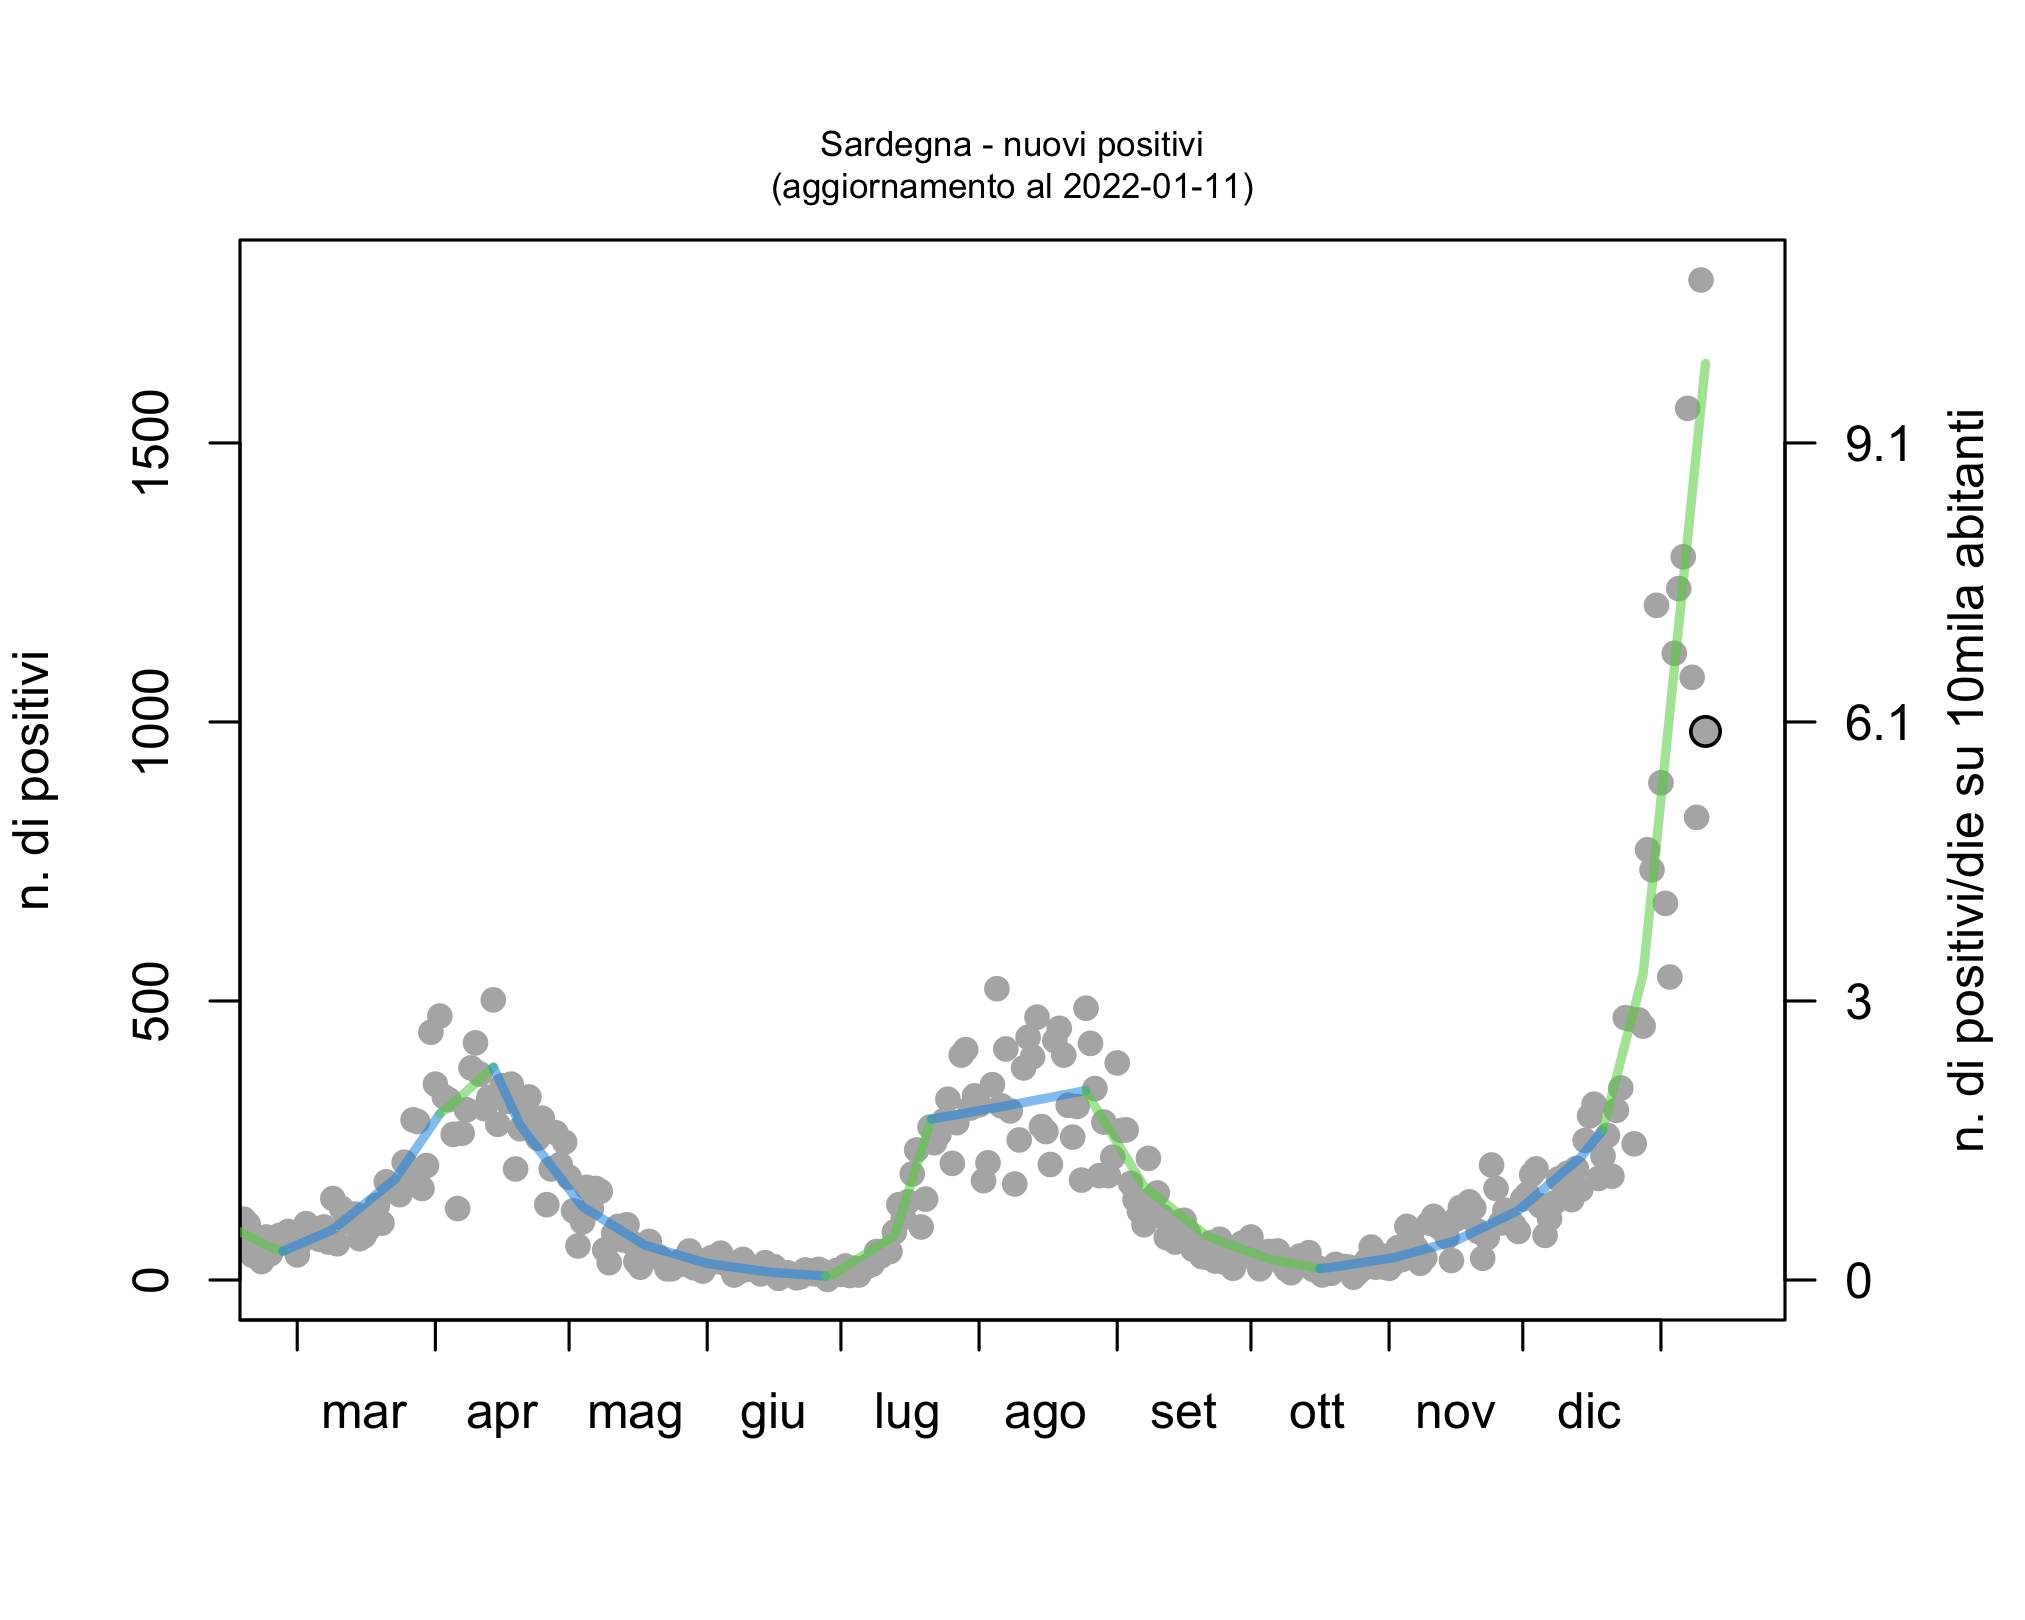 Sardegna - nuovi positivi
(aggiornamento al 2022-01-11)
n. di positivi
1500
1000
500
0
9.1
6.1
3
0
n. di positivi/die su 10mila abitanti
mar apr mag giu lug ago set ott nov dic